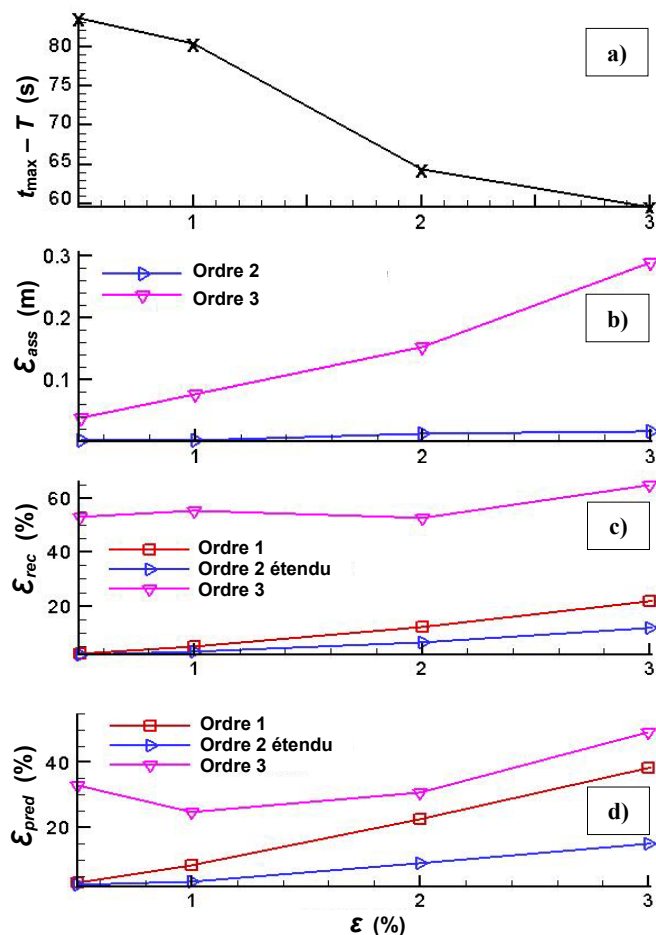 80
75
70
65
60
t_max – T (s)
a)
1
2
3
0.3
0.2
0.1
ε_ass (m)
Ordre 2
Ordre 3
b)
1
2
3
60
40
20
ε_rec (%)
Ordre 1
Ordre 2 étendu
Ordre 3
c)
1
2
3
40
20
ε_pred (%)
Ordre 1
Ordre 2 étendu
Ordre 3
d)
1
2
3
ε (%)